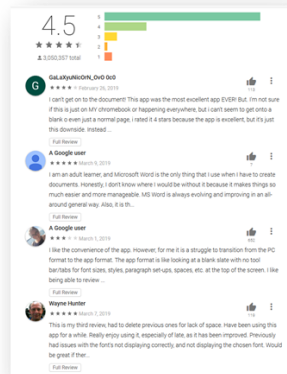 4.5
5
4
3
2
1
3,050,557 total
G
GaLaXyuNicOrN_OvO 0c0
February 26, 2019
I can't get on to the document! This app was the most excellent app EVER! But. I'm not sure
if this is just on MY chromebook or happening everywhere, but i can't seem to get onto a
blank o even just a normal page, i rated it 4 stars because the app is excellent, but it's just
this downside. Instead ...
Full Review
A Google user
March 9, 2019
I am an adult learner, and Microsoft Word is the only thing that I use when I have to create
documents. Honestly, I don't know where I would be without it because it makes things so
much easier and more manageable. MS Word is always evolving and improving in an all-
around general way. Also, it is th...
Full Review
A Google user
March 1, 2019
I like the convenience of the app. However, for me it is a struggle to transition from the PC
format to the app format. The app format is like looking at a blank slate with no tool
bar/tabs for font sizes, styles, paragraph set-ups, spaces, etc. at the top of the screen. I like
being able to review ...
Full Review
Wayne Hunter
March 7, 2019
This is my third review, had to delete previous ones for lack of space. Have been using this
app for a while. Really enjoy using it, especially of late, as it has been improved. Previously
had issues with the font's not displaying correctly, and not displaying the chosen font. Would
be great if ther...
Full Review